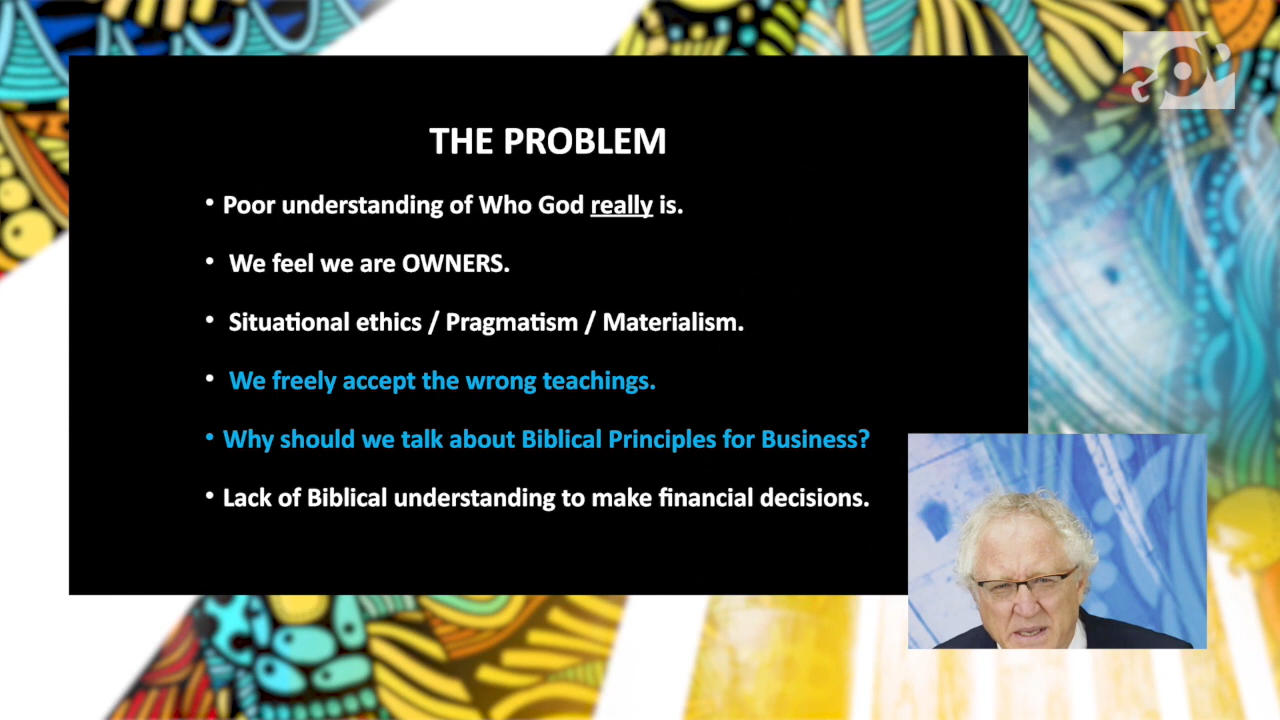 THE PROBLEM
• Poor understanding of Who God really is.
• We feel we are OWNERS.
• Situational ethics / Pragmatism / Materialism.
• We freely accept the wrong teachings.
• Why should we talk about Biblical Principles for Business?
• Lack of Biblical understanding to make financial decisions.